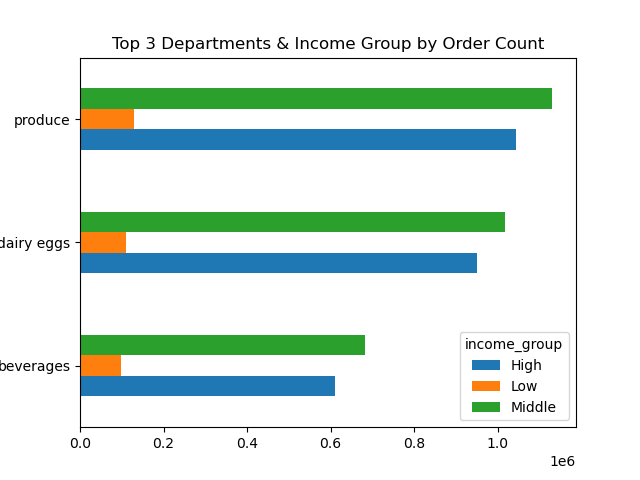 Top 3 Departments & Income Group by Order Count
produce
dairy eggs
beverages
income_group
High
Low
Middle
0.0 0.2 0.4 0.6 0.8 1.0
1e6